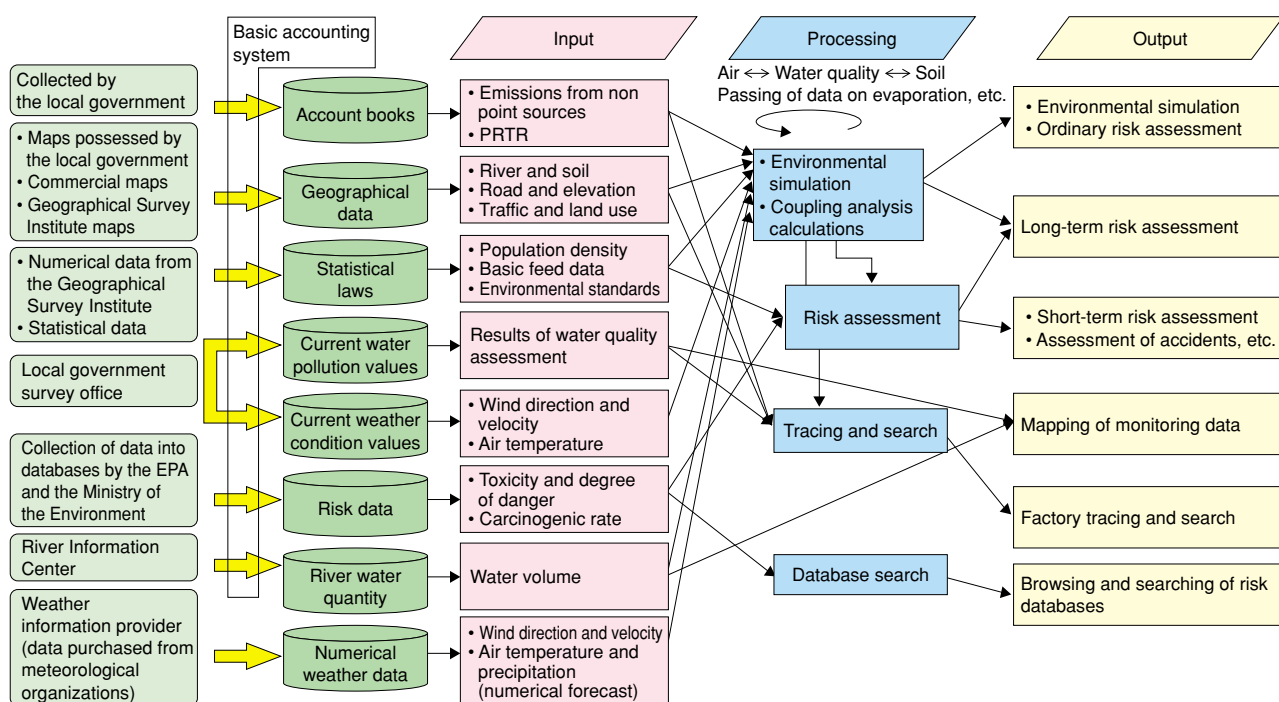 Basic accounting
system
Input
Processing
Output
Air ↔ Water quality ↔ Soil
Passing of data on evaporation, etc.
Collected by
the local government
• Maps possessed by
the local government
• Commercial maps
• Geographical Survey
Institute maps
• Numerical data from
the Geographical
Survey Institute
• Statistical data
Local government
survey office
Collection of data into
databases by the EPA
and the Ministry of
the Environment
River Information
Center
Weather
information provider
(data purchased from
meteorological
organizations)
Account books
Geographical
data
Statistical
laws
Current water
pollution values
Current weather
condition values
Risk data
River water
quantity
Numerical
weather data
• Emissions from non
point sources
• PRTR
• River and soil
• Road and elevation
• Traffic and land use
• Population density
• Basic feed data
• Environmental standards
Results of water quality
assessment
• Wind direction and
velocity
• Air temperature
• Toxicity and degree
of danger
• Carcinogenic rate
Water volume
• Wind direction and velocity
• Air temperature and
precipitation
(numerical forecast)
• Environmental
simulation
• Coupling analysis
calculations
Risk assessment
Tracing and search
Database search
• Environmental simulation
• Ordinary risk assessment
Long-term risk assessment
• Short-term risk assessment
• Assessment of accidents, etc.
Mapping of monitoring data
Factory tracing and search
Browsing and searching of risk
databases